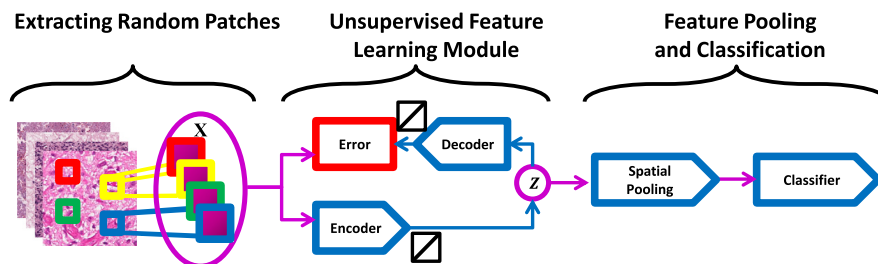 Extracting Random Patches
Unsupervised Feature
Learning Module
Feature Pooling
and Classification
X
Error
Decoder
Z
Encoder
Spatial
Pooling
Classifier